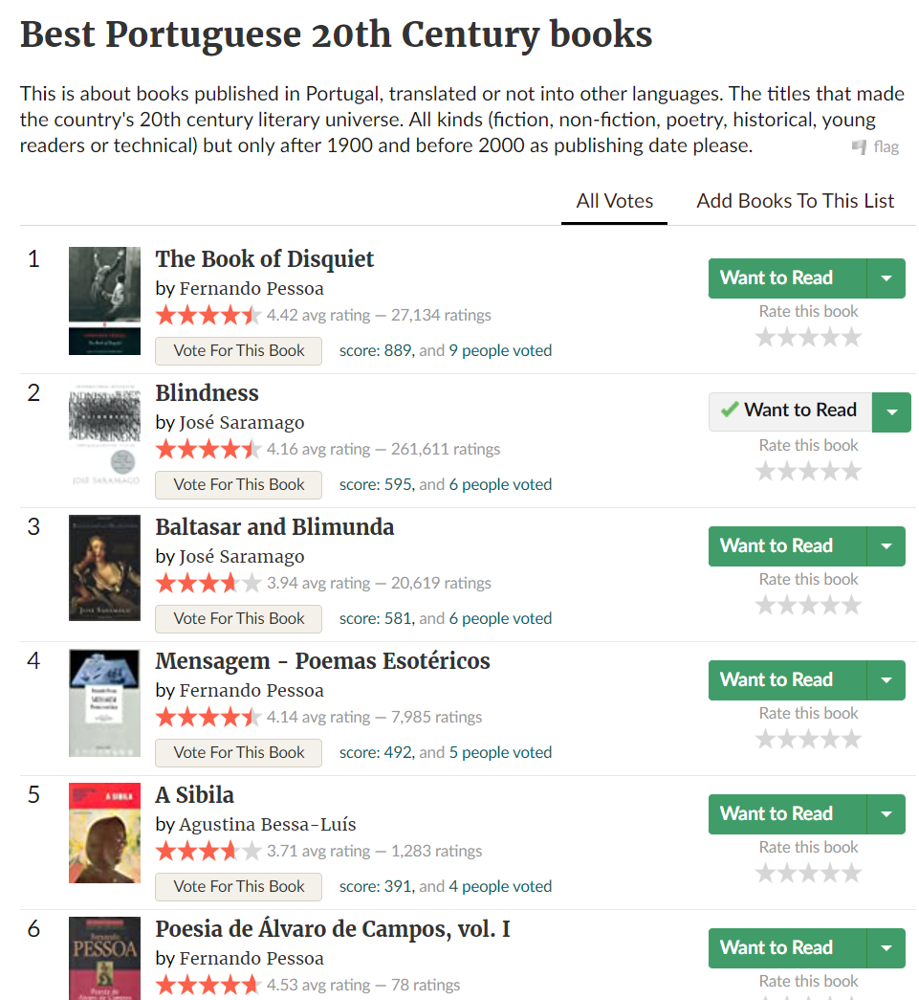 Best Portuguese 20th Century books
This is about books published in Portugal, translated or not into other languages. The titles that made
the country's 20th century literary universe. All kinds (fiction, non-fiction, poetry, historical, young
readers or technical) but only after 1900 and before 2000 as publishing date please.
flag
All Votes
Add Books To This List
1
The Book of Disquiet
by Fernando Pessoa
4.42 avg rating — 27,134 ratings
Vote For This Book
score: 889, and 9 people voted
Want to Read
Rate this book
2
JOSÉ SARAMAGO
Blindness
by José Saramago
4.16 avg rating — 261,611 ratings
Vote For This Book
score: 595, and 6 people voted
Want to Read
Rate this book
3
JOSÉ SARAMAGO
Baltasar and Blimunda
by José Saramago
3.94 avg rating — 20,619 ratings
Vote For This Book
score: 581, and 6 people voted
Want to Read
Rate this book
4
Mensagem - Poemas Esotéricos
by Fernando Pessoa
4.14 avg rating — 7,985 ratings
Vote For This Book
score: 492, and 5 people voted
Want to Read
Rate this book
5
A SIBILA
A Sibila
by Agustina Bessa-Luís
3.71 avg rating — 1,283 ratings
Vote For This Book
score: 391, and 4 people voted
Want to Read
Rate this book
6
Fernando
PESSOA
Poesia de
Álvaro de Campos
Poesia de Álvaro de Campos, vol. I
by Fernando Pessoa
4.53 avg rating — 78 ratings
Want to Read
Rate this book